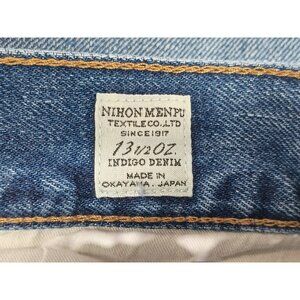 NIHON MENPU
TEXTILE CO., LTD
SINCE 1917
13 1/2 OZ.
INDIGO DENIM
MADE IN
OKAYAMA, JAPAN